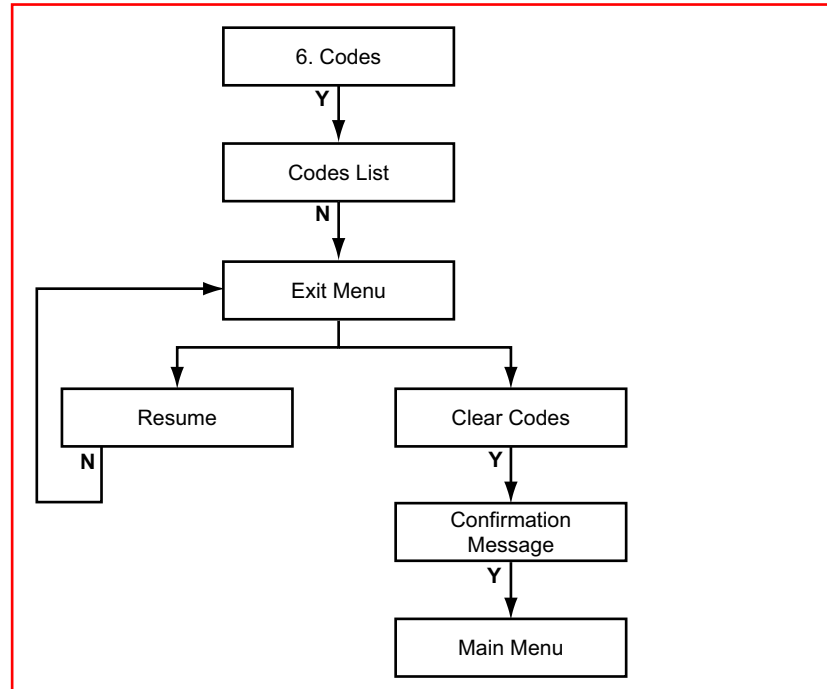 6. Codes
Y
Codes List
N
Exit Menu
Resume
Clear Codes
N
Y
Confirmation
Message
Y
Main Menu